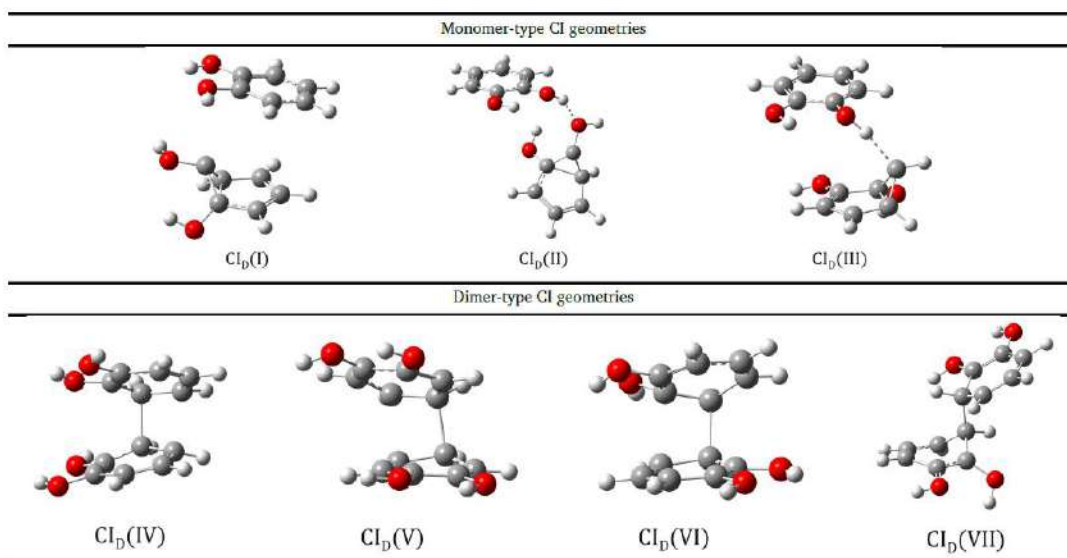 Monomer-type CI geometries
CI_D(I) CI_D(II) CI_D(III)
Dimer-type CI geometries
CI_D(IV) CI_D(V) CI_D(VI) CI_D(VII)